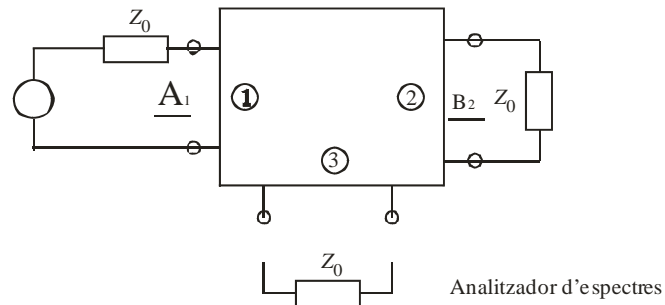 Z0
A1
①
②
B2
Z0
③
Z0
Analitzador d'espectres